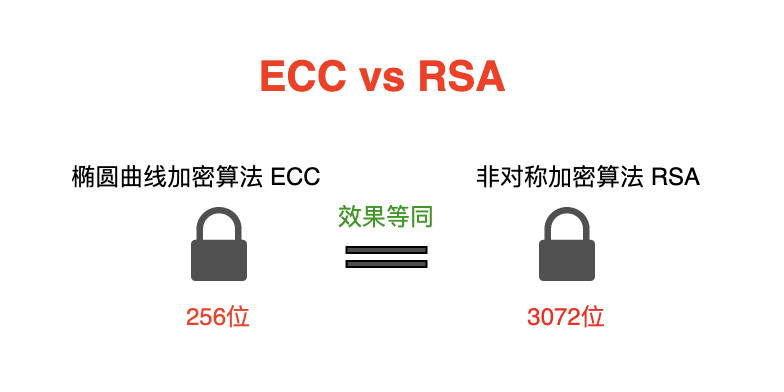 ECC vs RSA
椭圆曲线加密算法 ECC
非对称加密算法 RSA
效果等同
256位
3072位